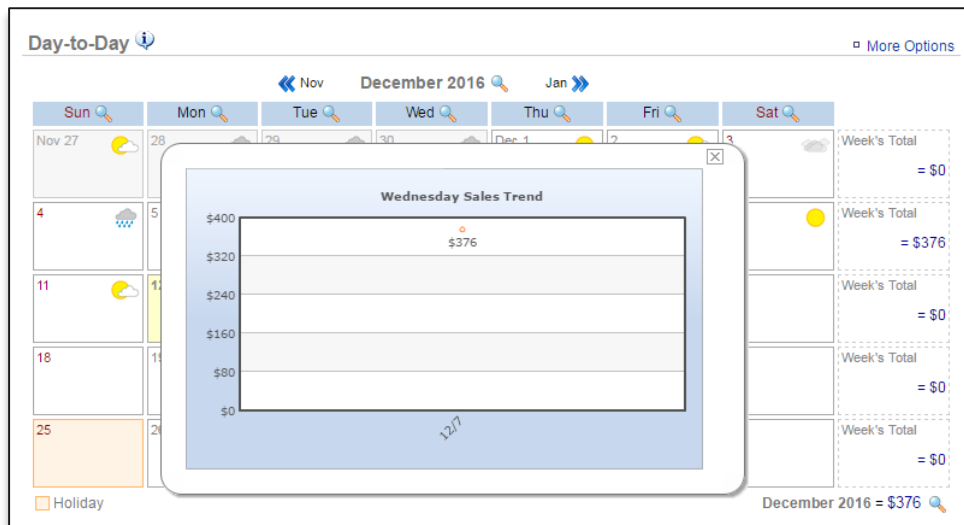 Day-to-Day
More Options
Nov December 2016 Jan
Sun Mon Tue Wed Thu Fri Sat
Nov 27 28 29 30 Dec 1 2 3 Week's Total
= $0
Wednesday Sales Trend
$400
$376
$320
$240
$160
$80
$0
12/7
4 5 Week's Total
= $376
11 12 Week's Total
= $0
18 19 Week's Total
= $0
25 26 Week's Total
= $0
Holiday
December 2016 = $376